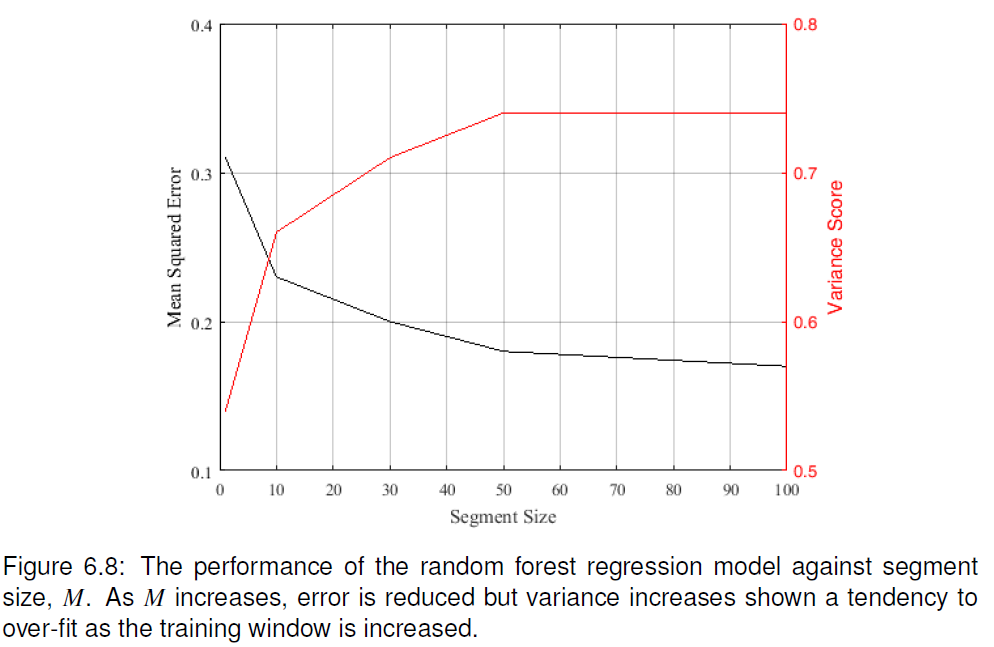 0.4
0.3
0.2
0.1
Mean Squared Error
0.8
0.7
0.6
0.5
Variance Score
0 10 20 30 40 50 60 70 80 90 100
Segment Size
Figure 6.8: The performance of the random forest regression model against segment
size, M. As M increases, error is reduced but variance increases shown a tendency to
over-fit as the training window is increased.